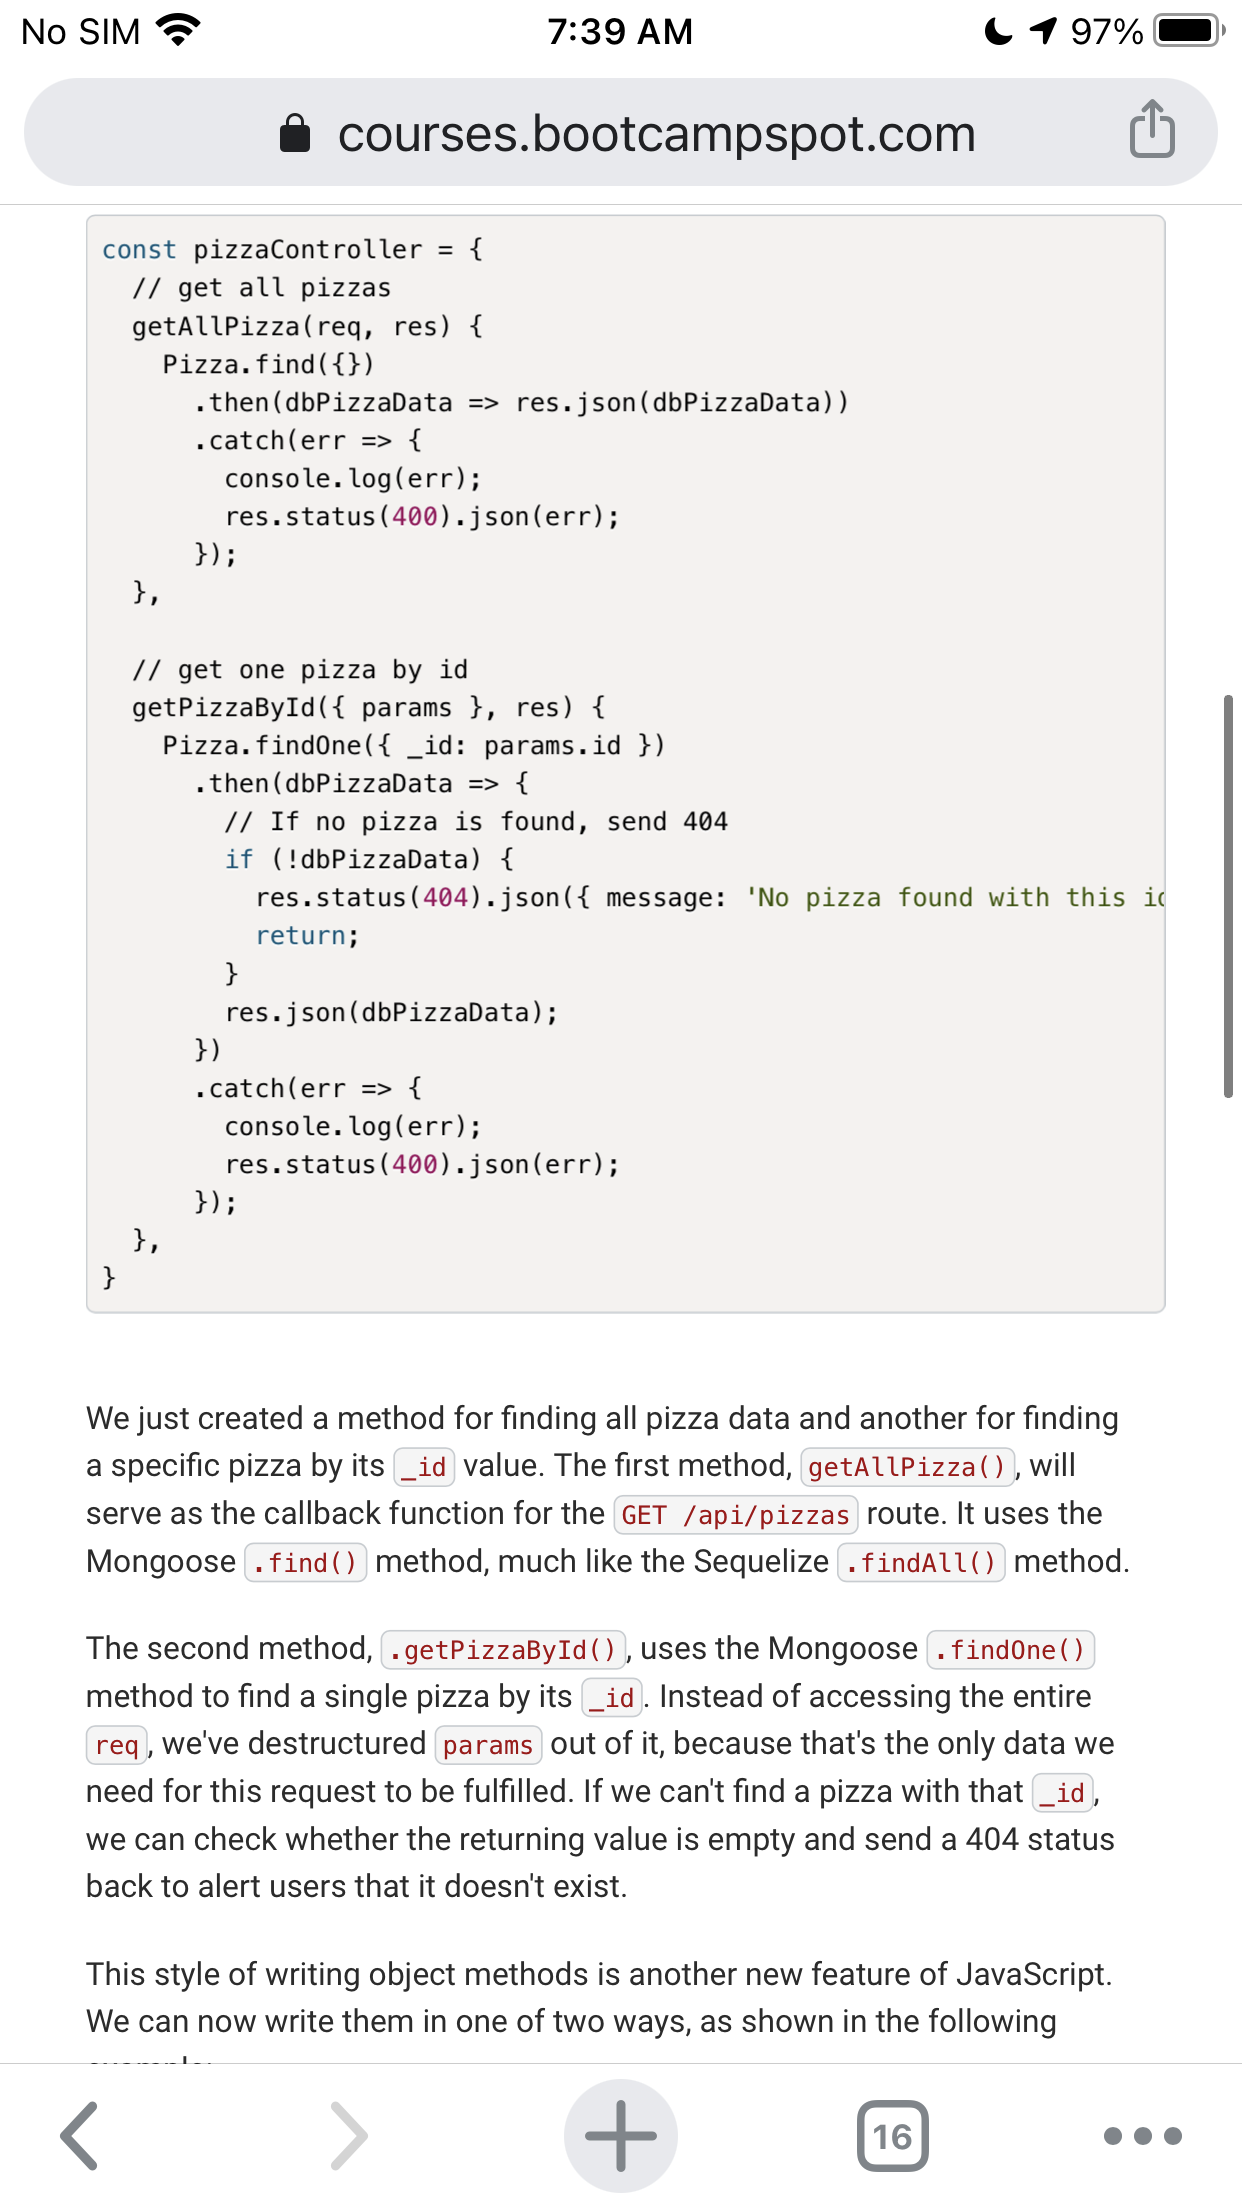 No SIM 7:39 AM 97%
courses.bootcampspot.com
const pizzaController = {
  // get all pizzas
  getAllPizza(req, res) {
    Pizza.find({})
      .then(dbPizzaData => res.json(dbPizzaData))
      .catch(err => {
        console.log(err);
        res.status(400).json(err);
      });
  },

  // get one pizza by id
  getPizzaById({ params }, res) {
    Pizza.findOne({ _id: params.id })
      .then(dbPizzaData => {
        // If no pizza is found, send 404
        if (!dbPizzaData) {
          res.status(404).json({ message: 'No pizza found with this
          return;
        }
        res.json(dbPizzaData);
      })
      .catch(err => {
        console.log(err);
        res.status(400).json(err);
      });
  },
}
We just created a method for finding all pizza data and another for finding
a specific pizza by its _id value. The first method, getAllPizza(), will
serve as the callback function for the GET /api/pizzas route. It uses the
Mongoose .find() method, much like the Sequelize .findAll() method.
The second method, .getPizzaById(), uses the Mongoose .findOne()
method to find a single pizza by its _id. Instead of accessing the entire
req, we've destructured params out of it, because that's the only data we
need for this request to be fulfilled. If we can't find a pizza with that _id,
we can check whether the returning value is empty and send a 404 status
back to alert users that it doesn't exist.
This style of writing object methods is another new feature of JavaScript.
We can now write them in one of two ways, as shown in the following
16